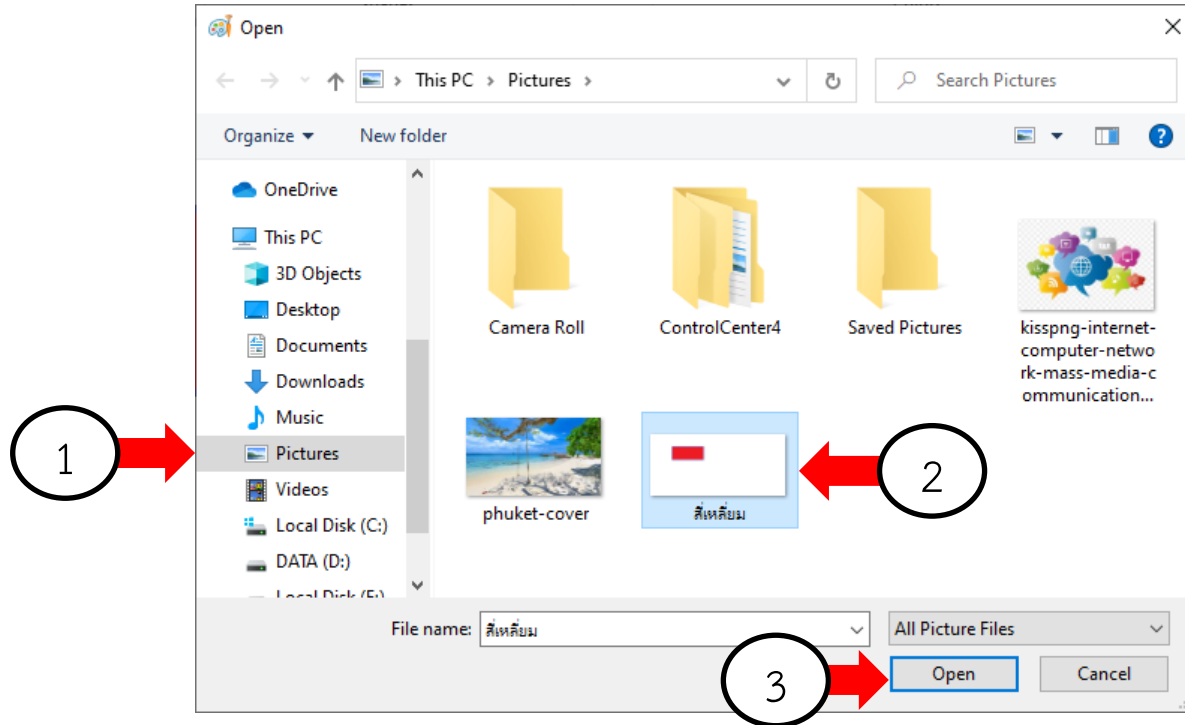 Open
This PC > Pictures >
Search Pictures
Organize
New folder
OneDrive
This PC
3D Objects
Desktop
Documents
Downloads
Music
Pictures
Videos
Local Disk (C:)
DATA (D:)
Local Disk (E:)
Camera Roll
ControlCenter4
Saved Pictures
kisspng-internet-
computer-netwo
rk-mass-media-c
ommunication...
phuket-cover
สี่เหลี่ยม
1
2
File name: สี่เหลี่ยม
All Picture Files
Open
Cancel
3